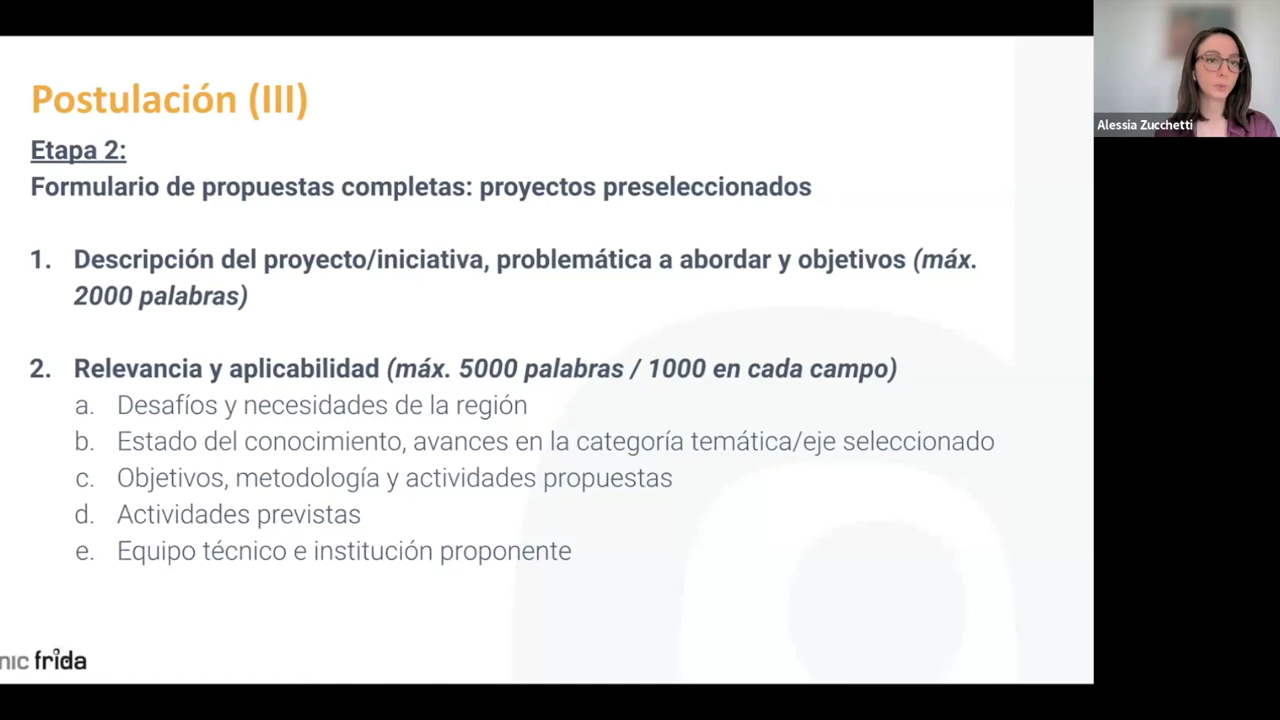 Postulación (III)
Etapa 2:
Formulario de propuestas completas: proyectos preseleccionados
1. Descripción del proyecto/iniciativa, problemática a abordar y objetivos (máx.
2000 palabras)
2. Relevancia y aplicabilidad (máx. 5000 palabras / 1000 en cada campo)
a. Desafíos y necesidades de la región
b. Estado del conocimiento, avances en la categoría temática/eje seleccionado
c. Objetivos, metodología y actividades propuestas
d. Actividades previstas
e. Equipo técnico e institución proponente
nic frida
Alessia Zucchetti